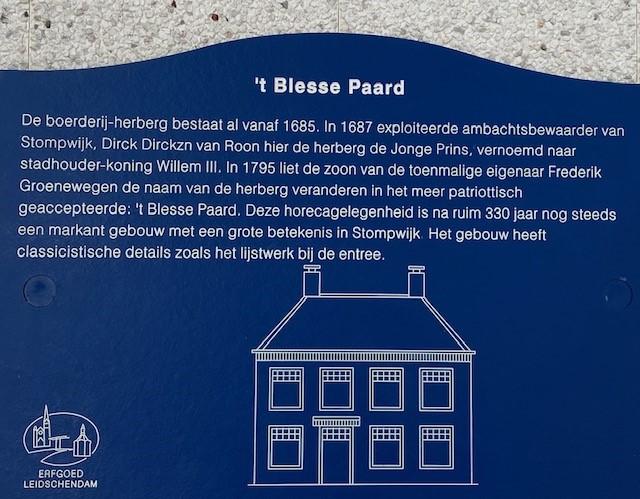 't Blesse Paard
De boerderij-herberg bestaat al vanaf 1685. In 1687 exploiteerde ambachtsbewaarder van
Stompwijk, Dirck Dirckzn van Roon hier de herberg de Jonge Prins, vernoemd naar
stadhouder-koning Willem III. In 1795 liet de zoon van de toenmalige eigenaar Frederik
Groenewegen de naam van de herberg veranderen in het meer patriottisch
geaccepteerde: 't Blesse Paard. Deze horecagelegenheid is na ruim 330 jaar nog steeds
een markant gebouw met een grote betekenis in Stompwijk. Het gebouw heeft
classicistische details zoals het lijstwerk bij de entree.
ERFGOED
LEIDSCHENDAM